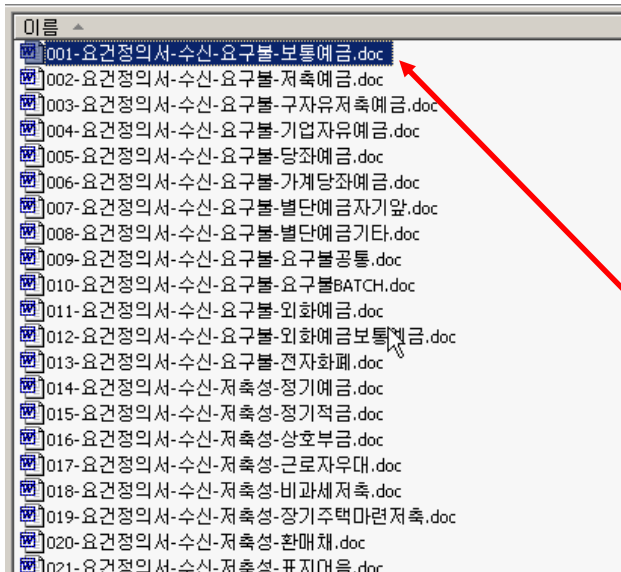 이름
001-요건정의서-수신-요구불-보통예금.doc
002-요건정의서-수신-요구불-저축예금.doc
003-요건정의서-수신-요구불-구자유저축예금.doc
004-요건정의서-수신-요구불-기업자유예금.doc
005-요건정의서-수신-요구불-당좌예금.doc
006-요건정의서-수신-요구불-가계당좌예금.doc
007-요건정의서-수신-요구불-별단예금자기앞.doc
008-요건정의서-수신-요구불-별단예금기타.doc
009-요건정의서-수신-요구불-요구불공통.doc
010-요건정의서-수신-요구불-요구불BATCH.doc
011-요건정의서-수신-요구불-외화예금.doc
012-요건정의서-수신-요구불-외화예금보통예금.doc
013-요건정의서-수신-요구불-전자화폐.doc
014-요건정의서-수신-저축성-정기예금.doc
015-요건정의서-수신-저축성-정기적금.doc
016-요건정의서-수신-저축성-상호부금.doc
017-요건정의서-수신-저축성-근로자우대.doc
018-요건정의서-수신-저축성-비과세저축.doc
019-요건정의서-수신-저축성-장기주택마련저축.doc
020-요건정의서-수신-저축성-환매채.doc
021-요건정의서-수신-저축성-표지어음.doc